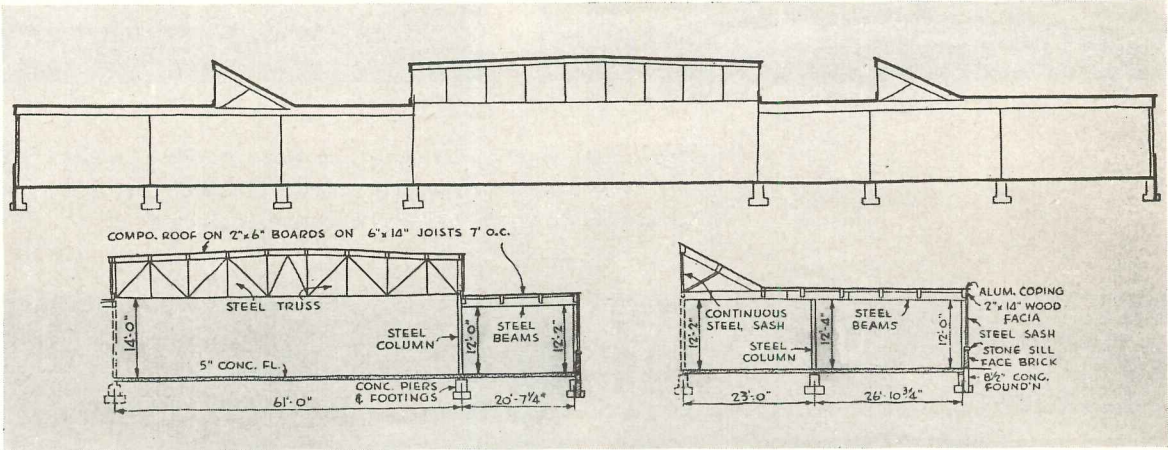 COMPO. ROOF ON 2"x6" BOARDS ON 6"x14" JOISTS 7' O.C.
STEEL TRUSS
14'-0"
STEEL
COLUMN
12'-0"
STEEL
BEAMS
12'-2"
5" CONC. FL.
CONC. PIERS
& FOOTINGS
61'-0"
20'-7¼"
12'-2"
CONTINUOUS
STEEL SASH
STEEL
COLUMN
12'-4"
STEEL
BEAMS
12'-0"
ALUM. COPING
2"x14" WOOD
FACIA
STEEL SASH
STONE SILL
FACE BRICK
8½" CONC.
FOUND'N
23'-0"
26'-10¾"